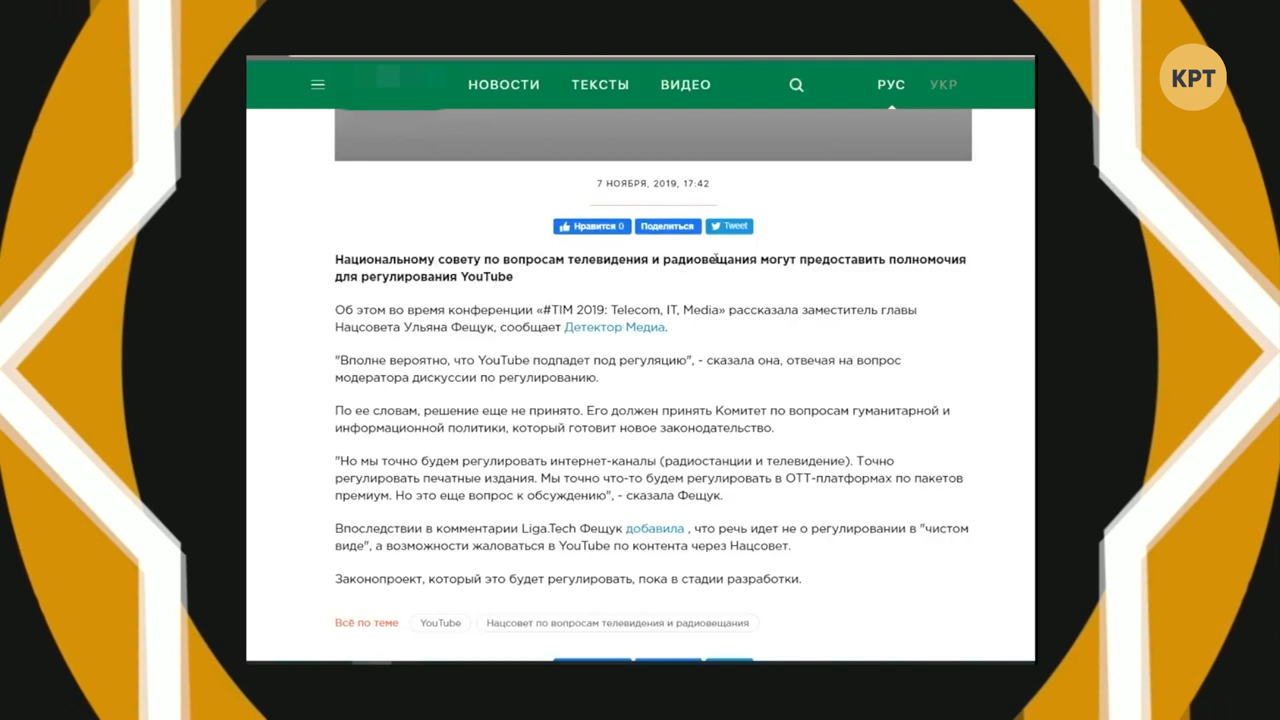 НОВОСТИ ТЕКСТЫ ВИДЕО РУС УКР
КРТ
7 НОЯБРЯ, 2019, 17:42
Нравится 0 Поделиться Tweet
Национальному совету по вопросам телевидения и радиовещания могут предоставить полномочия
для регулирования YouTube
Об этом во время конференции «#TIM 2019: Telecom, IT, Media» рассказала заместитель главы
Нацсовета Ульяна Фещук, сообщает Детектор Медиа.
"Вполне вероятно, что YouTube подпадет под регуляцию", - сказала она, отвечая на вопрос
модератора дискуссии по регулированию.
По ее словам, решение еще не принято. Его должен принять Комитет по вопросам гуманитарной и
информационной политики, который готовит новое законодательство.
"Но мы точно будем регулировать интернет-каналы (радиостанции и телевидение). Точно
регулировать печатные издания. Мы точно что-то будем регулировать в ОТТ-платформах по пакетов
премиум. Но это еще вопрос к обсуждению", - сказала Фещук.
Впоследствии в комментарии Liga.Tech Фещук добавила , что речь идет не о регулировании в "чистом
виде", а возможности жаловаться в YouTube по контента через Нацсовет.
Законопроект, который это будет регулировать, пока в стадии разработки.
Всё по теме YouTube Нацсовет по вопросам телевидения и радиовещания